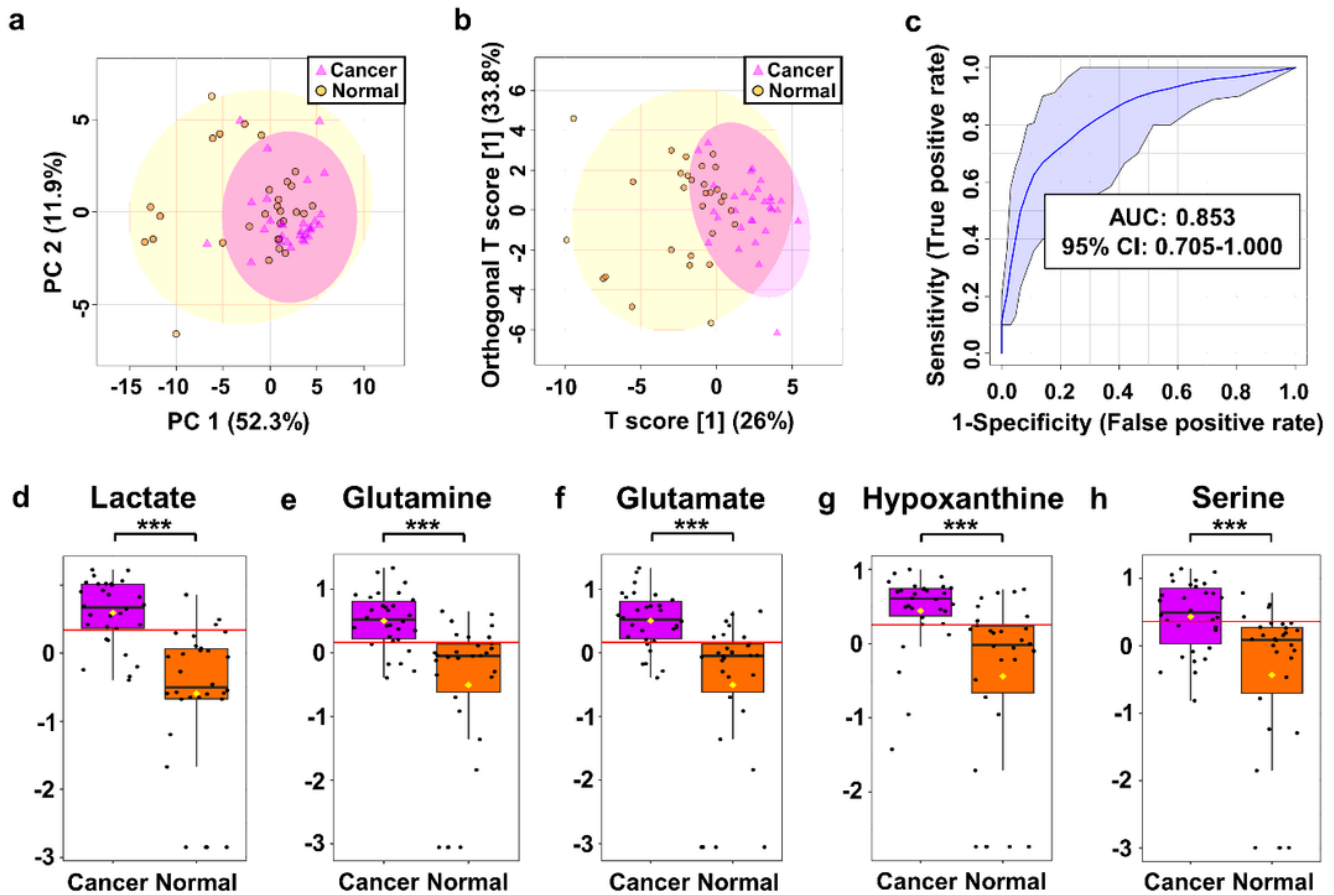 a
Cancer
Normal
PC 2 (11.9%)
5
0
-5
-15 -10 -5 0 5 10
PC 1 (52.3%)
b
Cancer
Normal
Orthogonal T score [1] (33.8%)
6
4
2
0
-2
-4
-6
-10 -5 0 5
T score [1] (26%)
c
Sensitivity (True positive rate)
1.0
0.8
0.6
0.4
0.2
0.0
AUC: 0.853
95% CI: 0.705-1.000
0.0 0.2 0.4 0.6 0.8 1.0
1-Specificity (False positive rate)
d
Lactate
***
1
0
-1
-2
-3
Cancer Normal
e
Glutamine
***
1
0
-1
-2
-3
Cancer Normal
f
Glutamate
***
1
0
-1
-2
-3
Cancer Normal
g
Hypoxanthine
***
1
0
-1
-2
Cancer Normal
h
Serine
***
1
0
-1
-2
-3
Cancer Normal